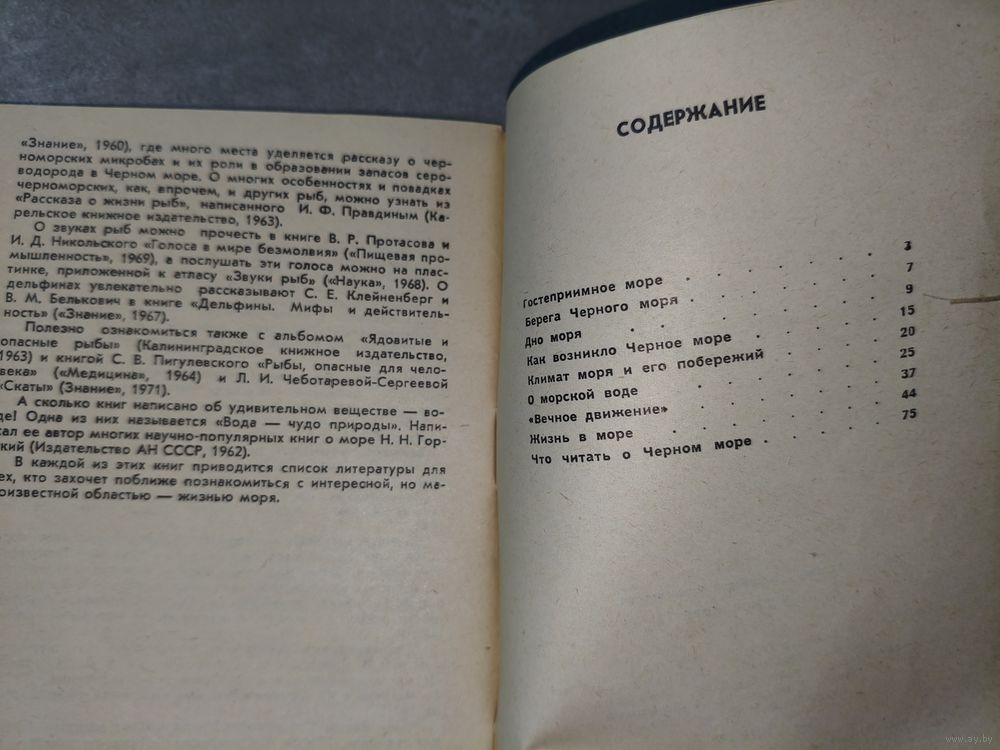 «Знание», 1960), где много места уделяется рассказу о чер-
номорских микробах и их роли в образовании запасов серо-
водорода в Черном море. О многих особенностях и повадках
черноморских, как, впрочем, и других рыб, можно узнать из
«Рассказа о жизни рыб», написанного И. Ф. Правдиным (Ка-
рельское книжное издательство, 1963).
О звуках рыб можно прочесть в книге В. Р. Протасова и
И. Д. Никольского «Голоса в мире безмолвия» («Пищевая про-
мышленность», 1969), а послушать эти голоса можно на плас-
тинке, приложенной к атласу «Звуки рыб» («Наука», 1968). О
дельфинах увлекательно рассказывают С. Е. Клейненберг и
В. М. Белькович в книге «Дельфины. Мифы и действитель-
ность» («Знание», 1967).
Полезно ознакомиться также с альбомом «Ядовитые и
опасные рыбы» (Калининградское книжное издательство,
1963) и книгой С. В. Пигулевского «Рыбы, опасные для чело-
века» («Медицина», 1964) и Л. И. Чеботаревой-Сергеевой
«Скаты» (Знание», 1971).
А сколько книг написано об удивительном веществе — во-
де! Одна из них называется «Вода — чудо природы». Напи-
сал ее автор многих научно-популярных книг о море Н. Н. Гор-
ский (Издательство АН СССР, 1962).
В каждой из этих книг приводится список литературы для
ех, кто захочет поближе познакомиться с интересной, но ма-
оизвестной областью — жизнью моря.
СОДЕРЖАНИЕ
Гостеприимное море . . . . . . 3
Берега Черного моря . . . . . . 7
Дно моря . . . . . . 9
Как возникло Черное море . . . . . . 15
Климат моря и его побережий . . . . . . 20
О морской воде . . . . . . 25
«Вечное движение» . . . . . . 37
Жизнь в море . . . . . . 44
Что читать о Черном море . . . . . . 75
www.ay.by